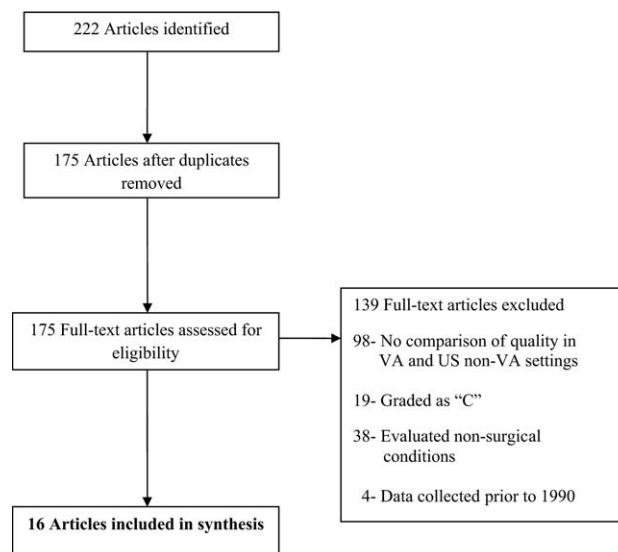 222 Articles identified
175 Articles after duplicates
removed
175 Full-text articles assessed for
eligibility
139 Full-text articles excluded
98- No comparison of quality in
VA and US non-VA settings
19- Graded as “C”
38- Evaluated non-surgical
conditions
4- Data collected prior to 1990
16 Articles included in synthesis